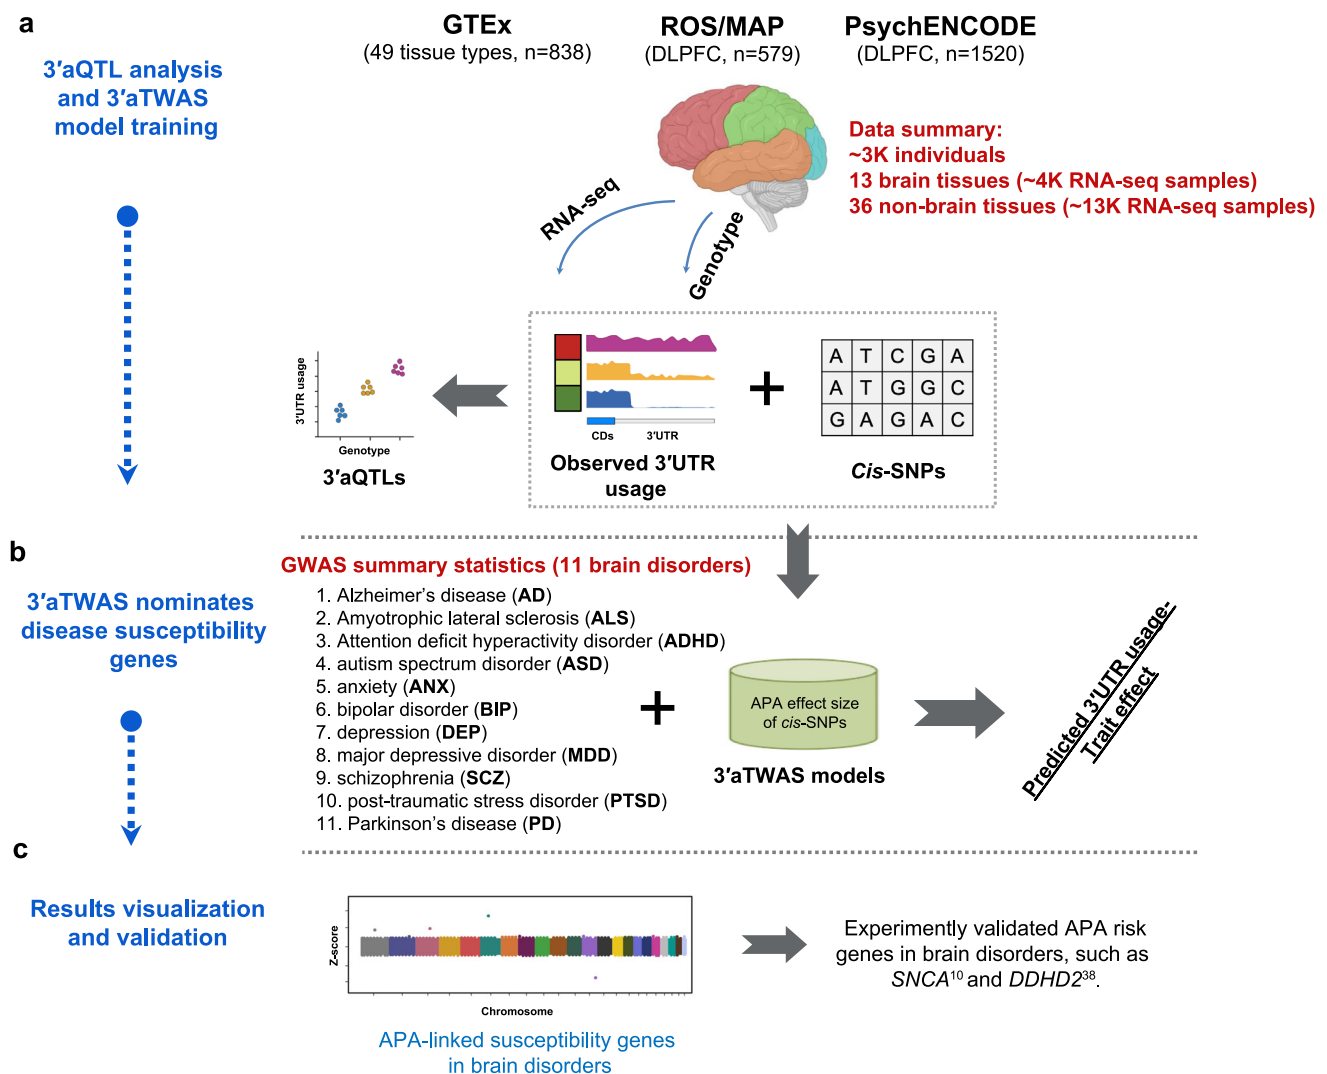 a
3′aQTL analysis
and 3′aTWAS
model training
GTEx
(49 tissue types, n=838)
ROS/MAP
(DLPFC, n=579)
PsychENCODE
(DLPFC, n=1520)
Data summary:
~3K individuals
13 brain tissues (~4K RNA-seq samples)
36 non-brain tissues (~13K RNA-seq samples)
RNA-seq
Genotype
3′UTR usage
Genotype
3′aQTLs
CDs
3′UTR
Observed 3′UTR
usage
+
A T C G A
A T G G C
G A G A C
Cis-SNPs
b
3′aTWAS nominates
disease susceptibility
genes
GWAS summary statistics (11 brain disorders)
1. Alzheimer's disease (AD)
2. Amyotrophic lateral sclerosis (ALS)
3. Attention deficit hyperactivity disorder (ADHD)
4. autism spectrum disorder (ASD)
5. anxiety (ANX)
6. bipolar disorder (BIP)
7. depression (DEP)
8. major depressive disorder (MDD)
9. schizophrenia (SCZ)
10. post-traumatic stress disorder (PTSD)
11. Parkinson's disease (PD)
+
APA effect size
of cis-SNPs
3′aTWAS models
Predicted 3′UTR usage-
Trait effect
c
Results visualization
and validation
Z-score
Chromosome
APA-linked susceptibility genes
in brain disorders
Experimently validated APA risk
genes in brain disorders, such as
SNCA¹⁰ and DDHD2³⁸.